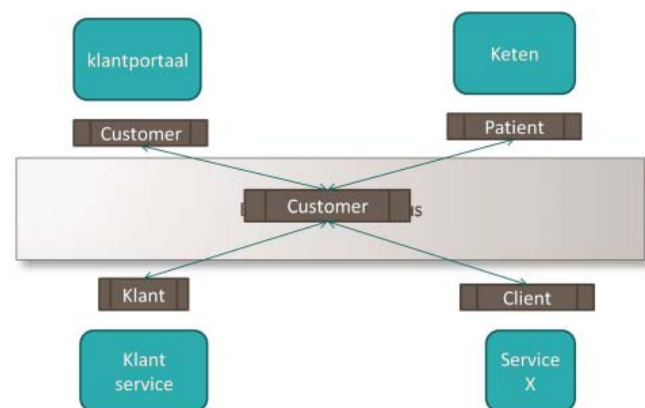 klantportaal
Keten
Customer
Patient
Customer
Klant
Client
Klant
service
Service
X